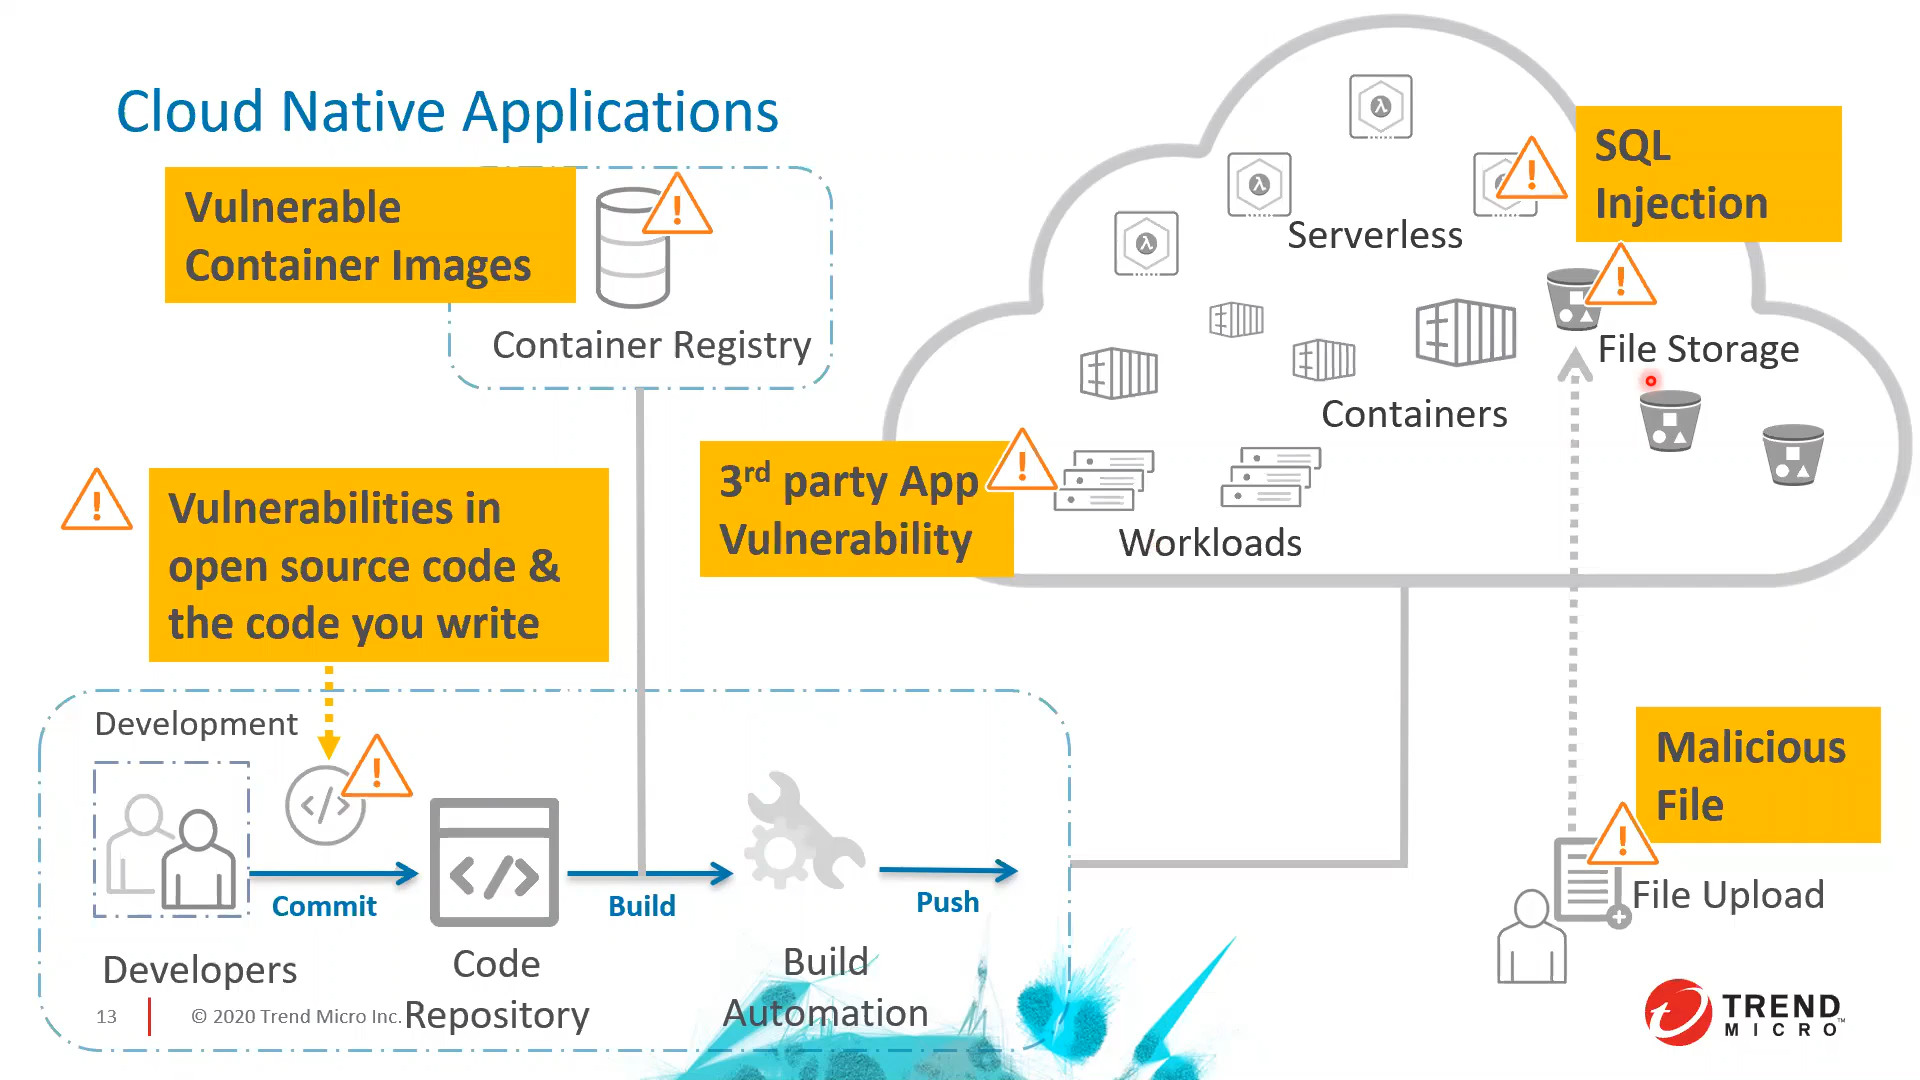 Cloud Native Applications
Vulnerable
Container Images
Container Registry
Vulnerabilities in
open source code &
the code you write
Development
Commit
Build
Push
Developers
Code
Repository
Build
Automation
13
© 2020 Trend Micro Inc.
Serverless
SQL
Injection
File Storage
Containers
3rd party App
Vulnerability
Workloads
Malicious
File
File Upload
TREND
MICRO™